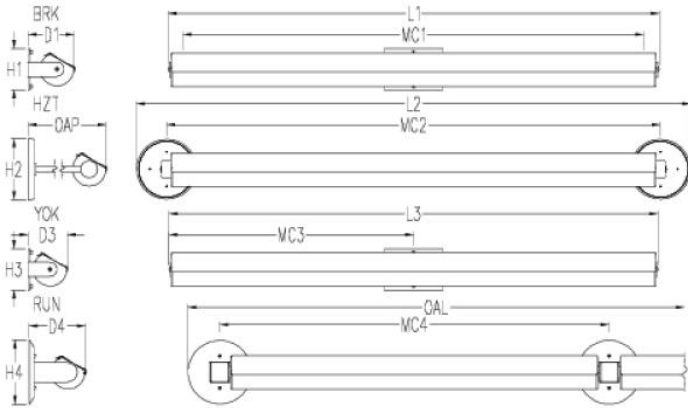 BRK
D1
H1
L1
MC1
HZT
OAP
H2
L2
MC2
YOK
D3
H3
L3
MC3
RUN
D4
H4
OAL
MC4